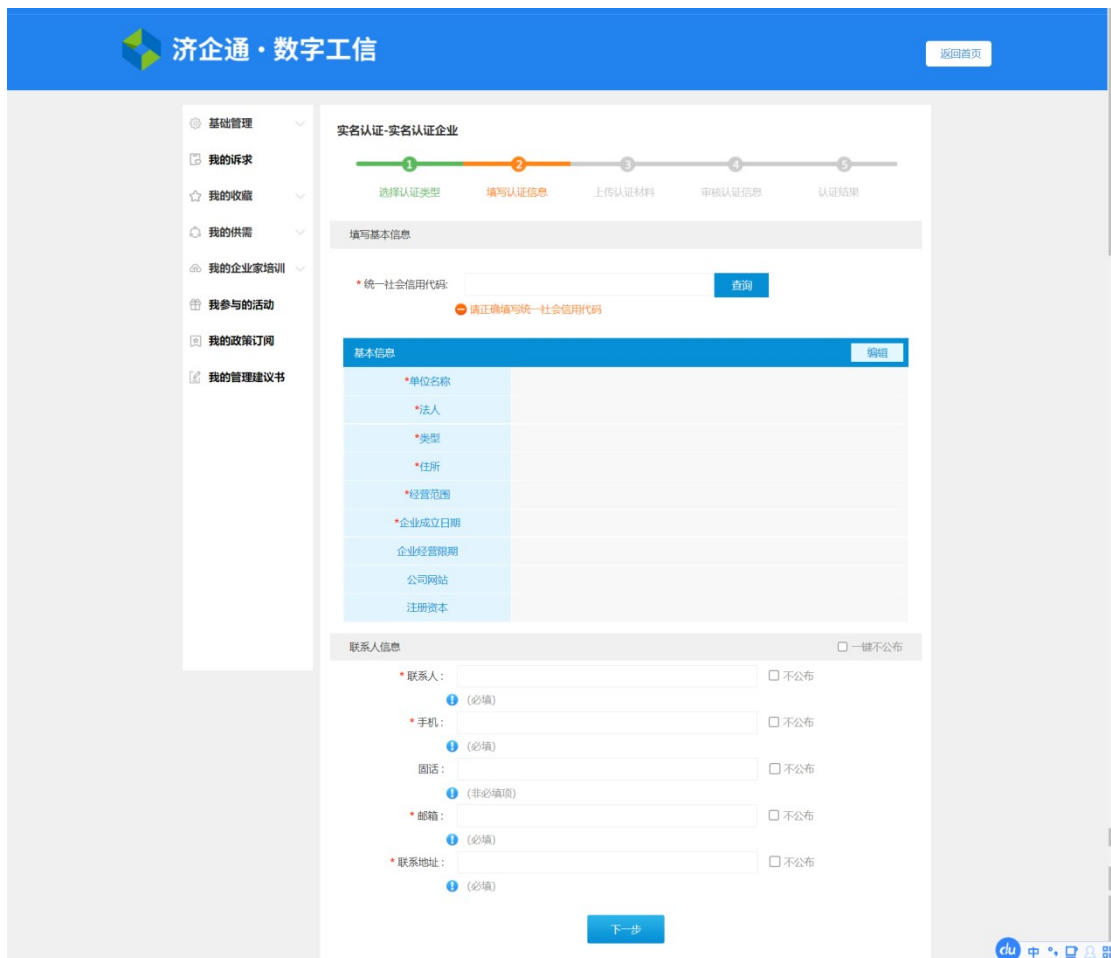 济企通·数字工信
返回首页
基础管理
我的诉求
我的收藏
我的供需
我的企业家培训
我参与的活动
我的政策订阅
我的管理建议书
实名认证-实名认证企业
1 2 3 4 5
选择认证类型 填写认证信息 上传认证材料 审核认证信息 认证结果
填写基本信息
*统一社会信用代码: 查询
请正确填写统一社会信用代码
基本信息 编辑
*单位名称
*法人
*类型
*住所
*经营范围
*企业成立日期
企业经营限期
公司网站
注册资本
联系人信息 一键不公布
*联系人: 不公布
(必填)
*手机: 不公布
(必填)
固话: 不公布
(非必填项)
*邮箱: 不公布
(必填)
*联系地址: 不公布
(必填)
下一步
du 中